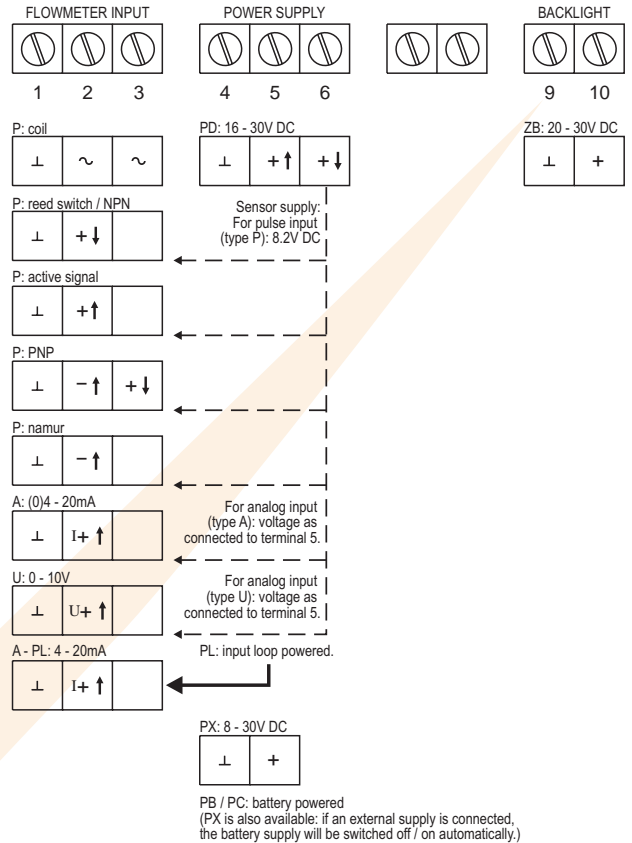 FLOWMETER INPUT
POWER SUPPLY
BACKLIGHT
1 2 3
4 5 6
9 10
P: coil
⊥ ~ ~
PD: 16 - 30V DC
⊥ +↑ +↓
ZB: 20 - 30V DC
⊥ +
P: reed switch / NPN
⊥ +↓
Sensor supply:
For pulse input
(type P): 8.2V DC
P: active signal
⊥ +↑
P: PNP
⊥ −↑ +↓
P: namur
⊥ −↑
A: (0)4 - 20mA
⊥ I+ ↑
For analog input
(type A): voltage as
connected to terminal 5.
U: 0 - 10V
⊥ U+ ↑
For analog input
(type U): voltage as
connected to terminal 5.
A - PL: 4 - 20mA
⊥ I+ ↑
PL: input loop powered.
PX: 8 - 30V DC
⊥ +
PB / PC: battery powered
(PX is also available: if an external supply is connected,
the battery supply will be switched off / on automatically.)